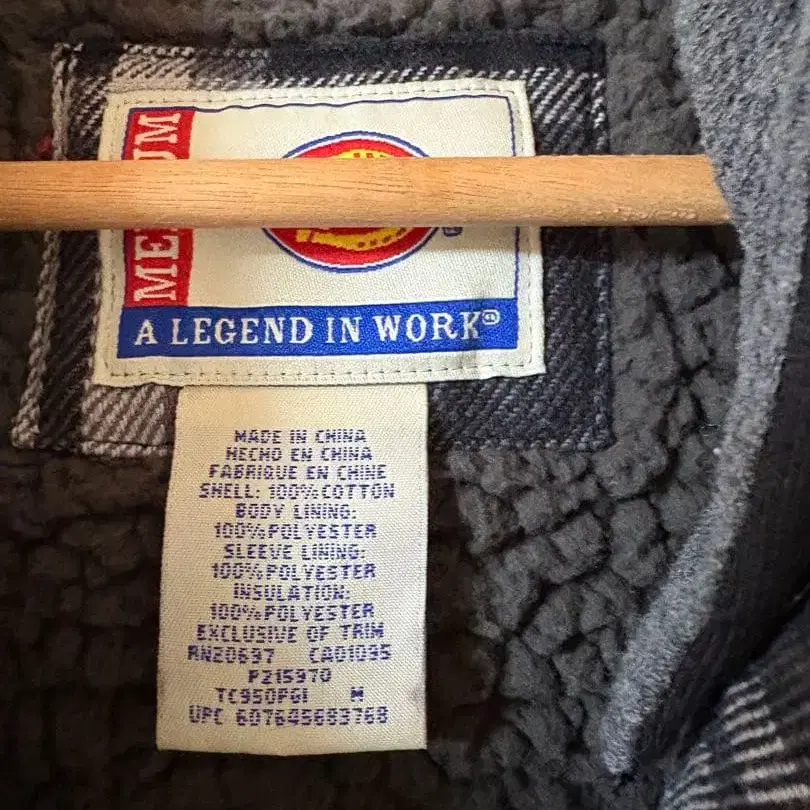 MEDIUM
A LEGEND IN WORK®
MADE IN CHINA
HECHO EN CHINA
FABRIQUE EN CHINE
SHELL: 100% COTTON
BODY LINING:
100% POLYESTER
SLEEVE LINING:
100% POLYESTER
INSULATION:
100% POLYESTER
EXCLUSIVE OF TRIM
RN20697 CA01095
P215970
TC950PGI M
UPC 607645883768